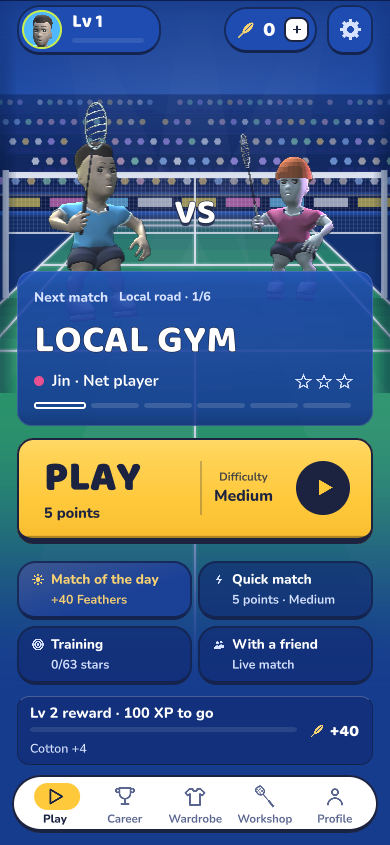 Lv 1
0
+
VS
Next match Local road · 1/6
LOCAL GYM
Jin · Net player
PLAY
5 points
Difficulty
Medium
Match of the day
+40 Feathers
Quick match
5 points · Medium
Training
0/63 stars
With a friend
Live match
Lv 2 reward · 100 XP to go
+40
Cotton +4
Play
Career
Wardrobe
Workshop
Profile